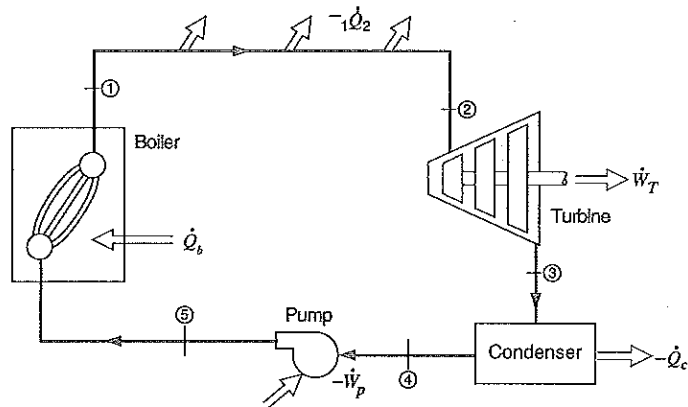 −₁Q̇₂
①
②
Boiler
Ẇ_T
Turbine
Q̇_b
③
⑤
Pump
Condenser
−Q̇_c
④
−Ẇ_p